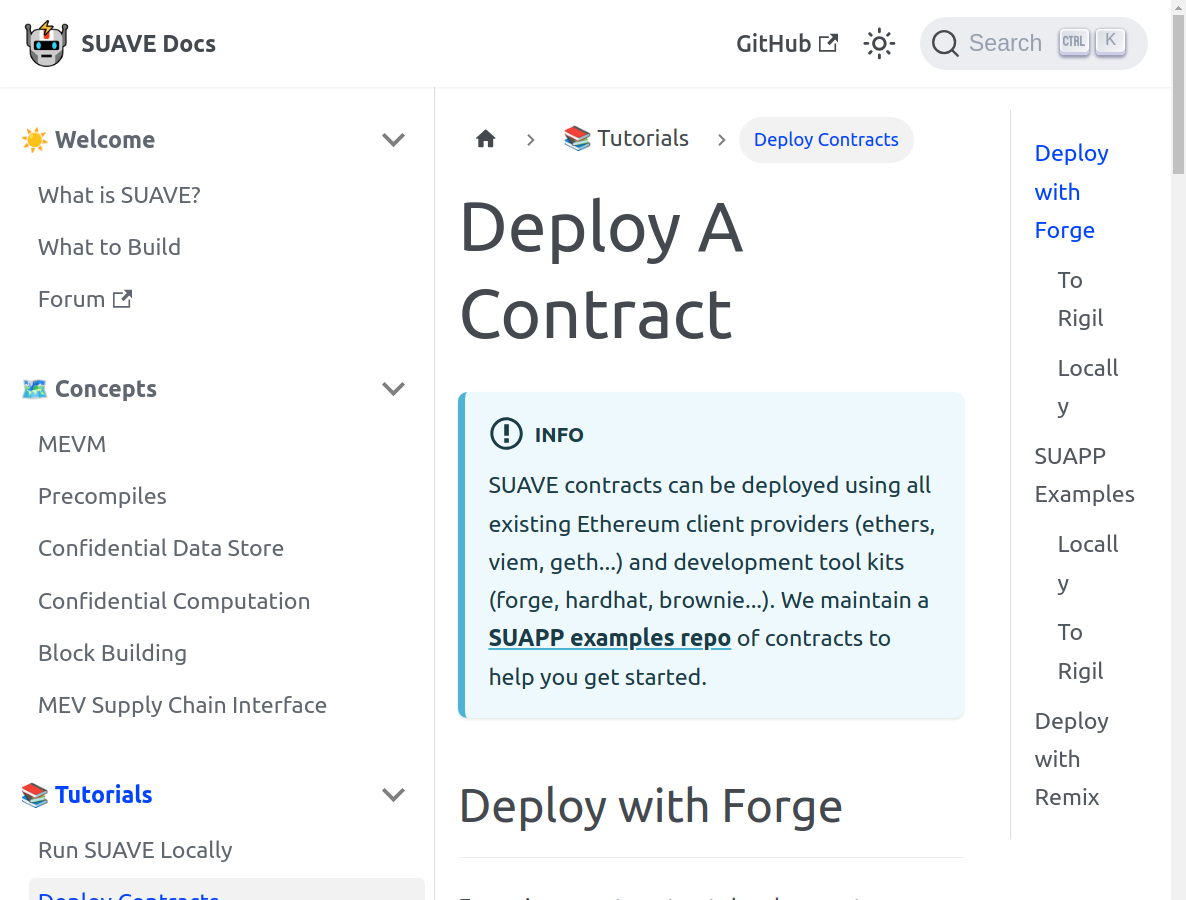 SUAVE Docs
GitHub
Search CTRL K
☀️ Welcome
What is SUAVE?
What to Build
Forum
🗺️ Concepts
MEVM
Precompiles
Confidential Data Store
Confidential Computation
Block Building
MEV Supply Chain Interface
📚 Tutorials
Run SUAVE Locally
Deploy Contracts
📚 Tutorials
Deploy Contracts
Deploy A
Contract
INFO
SUAVE contracts can be deployed using all
existing Ethereum client providers (ethers,
viem, geth...) and development tool kits
(forge, hardhat, brownie...). We maintain a
SUAPP examples repo of contracts to
help you get started.
Deploy with Forge
Deploy
with
Forge
To
Rigil
Locall
y
SUAPP
Examples
Locall
y
To
Rigil
Deploy
with
Remix